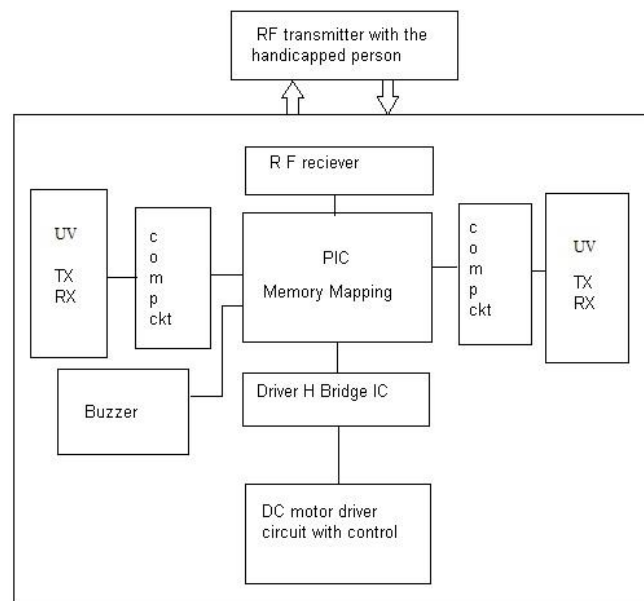 RF transmitter with the
handicapped person
R F reciever
UV
TX
RX
c
o
m
p
ckt
PIC
Memory Mapping
c
o
m
p
ckt
UV
TX
RX
Buzzer
Driver H Bridge IC
DC motor driver
circuit with control